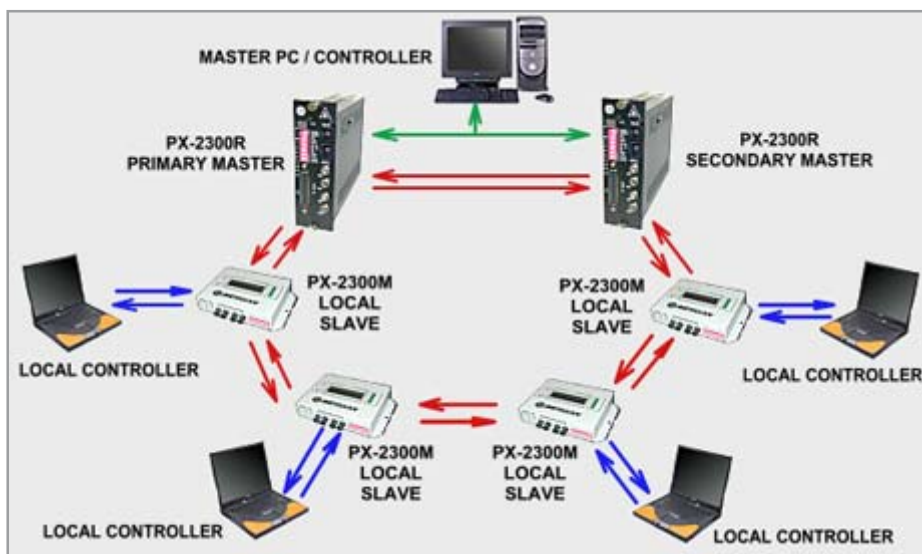 MASTER PC / CONTROLLER
PX-2300R
PRIMARY MASTER
PX-2300R
SECONDARY MASTER
PX-2300M
LOCAL
SLAVE
PX-2300M
LOCAL
SLAVE
LOCAL CONTROLLER
LOCAL CONTROLLER
PX-2300M
LOCAL
SLAVE
PX-2300M
LOCAL
SLAVE
LOCAL CONTROLLER
LOCAL CONTROLLER